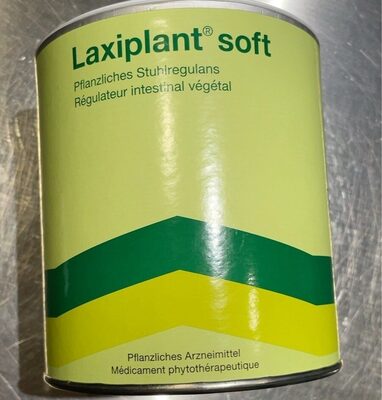 Laxiplant® soft
Pflanzliches Stuhlregulans
Régulateur intestinal végétal
Pflanzliches Arzneimittel
Médicament phytothérapeutique